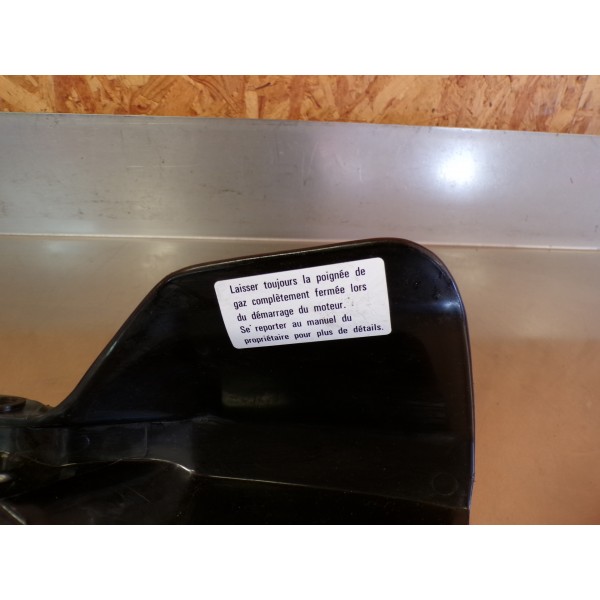 Laisser toujours la poignée de
gaz complètement fermée lors
du démarrage du moteur.
Se reporter au manuel du
propriétaire pour plus de détails.